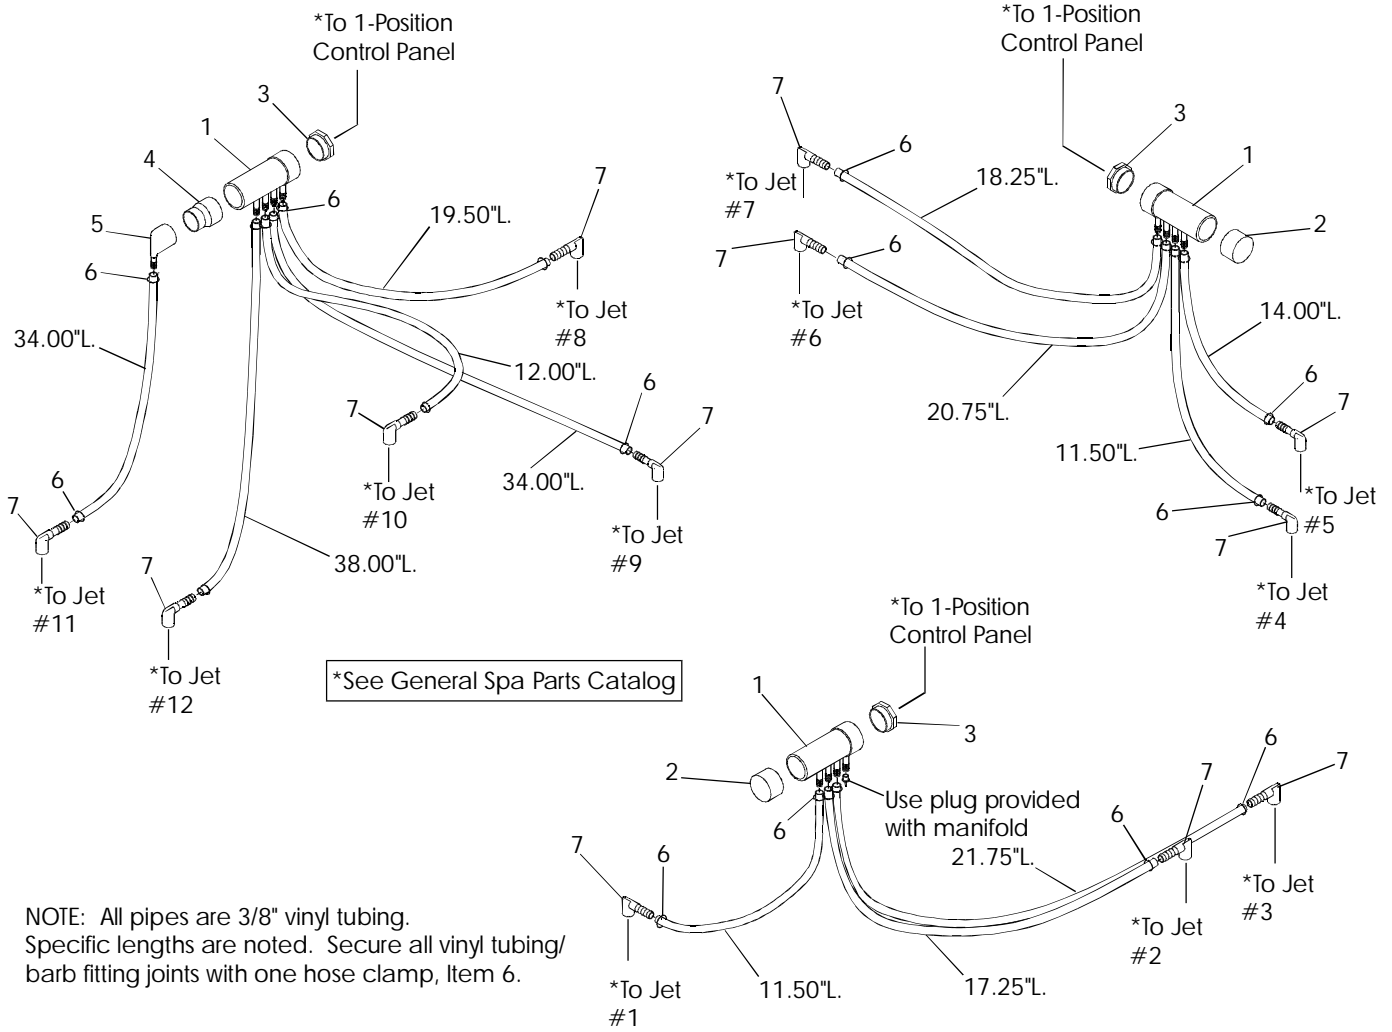 *To 1-Position
Control Panel
3
1
4
5
6
6
7
19.50"L.
*To Jet
#8
34.00"L.
12.00"L.
7
6
7
34.00"L.
*To Jet
#10
*To Jet
#9
6
7
38.00"L.
7
*To Jet
#11
*To Jet
#12
*To 1-Position
Control Panel
7
6
3
1
*To Jet
#7
18.25"L.
2
7
6
*To Jet
#6
14.00"L.
20.75"L.
6
7
11.50"L.
*To Jet
#5
6
7
*To Jet
#4
*See General Spa Parts Catalog
*To 1-Position
Control Panel
1
3
2
6
Use plug provided
with manifold
6
7
7
6
21.75"L.
*To Jet
#3
*To Jet
#2
7
6
17.25"L.
11.50"L.
*To Jet
#1
NOTE:  All pipes are 3/8" vinyl tubing.
Specific lengths are noted.  Secure all vinyl tubing/
barb fitting joints with one hose clamp, Item 6.